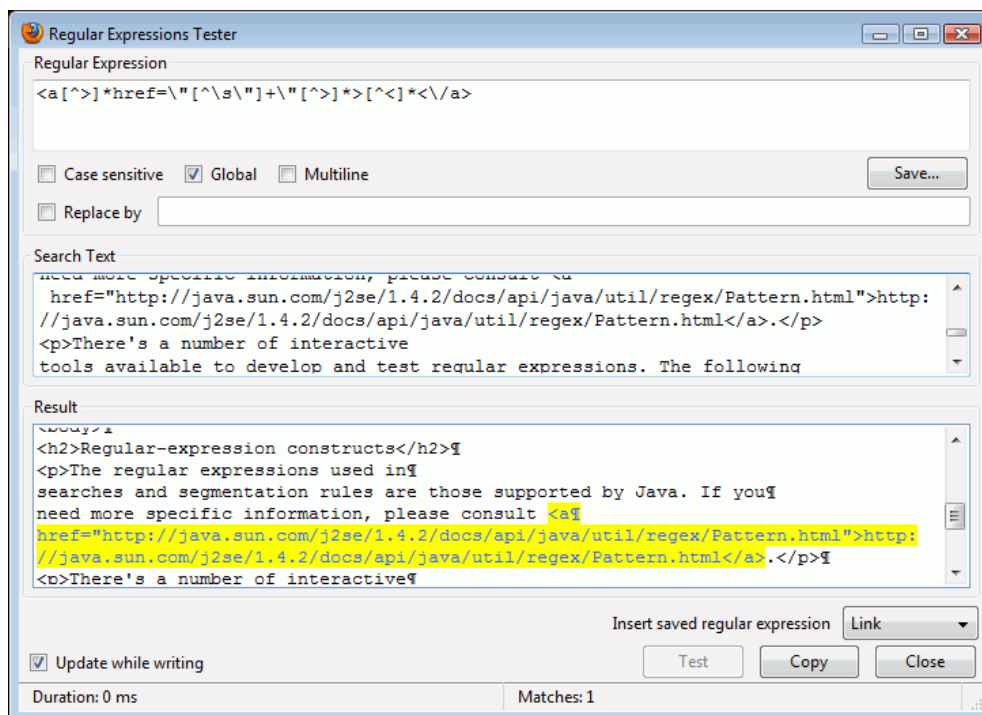 Regular Expressions Tester
Regular Expression
<a[^>]*href=\"[^\s\"]+\"[^>]*>[^<]*<\/a>
Case sensitive Global Multiline Save...
Replace by
Search Text
need more specific information, please consult <a
href="http://java.sun.com/j2se/1.4.2/docs/api/java/util/regex/Pattern.html">http:
//java.sun.com/j2se/1.4.2/docs/api/java/util/regex/Pattern.html</a>.</p>
<p>There's a number of interactive
tools available to develop and test regular expressions. The following
Result
<body>¶
<h2>Regular-expression constructs</h2>¶
<p>The regular expressions used in¶
searches and segmentation rules are those supported by Java. If you¶
need more specific information, please consult <a¶
href="http://java.sun.com/j2se/1.4.2/docs/api/java/util/regex/Pattern.html">http:
//java.sun.com/j2se/1.4.2/docs/api/java/util/regex/Pattern.html</a>.</p>¶
<p>There's a number of interactive¶
Insert saved regular expression Link
Update while writing Test Copy Close
Duration: 0 ms Matches: 1